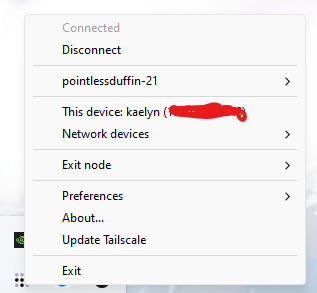 Connected
Disconnect
pointlessduffin-21
This device: kaelyn (
Network devices
Exit node
Preferences
About...
Update Tailscale
Exit